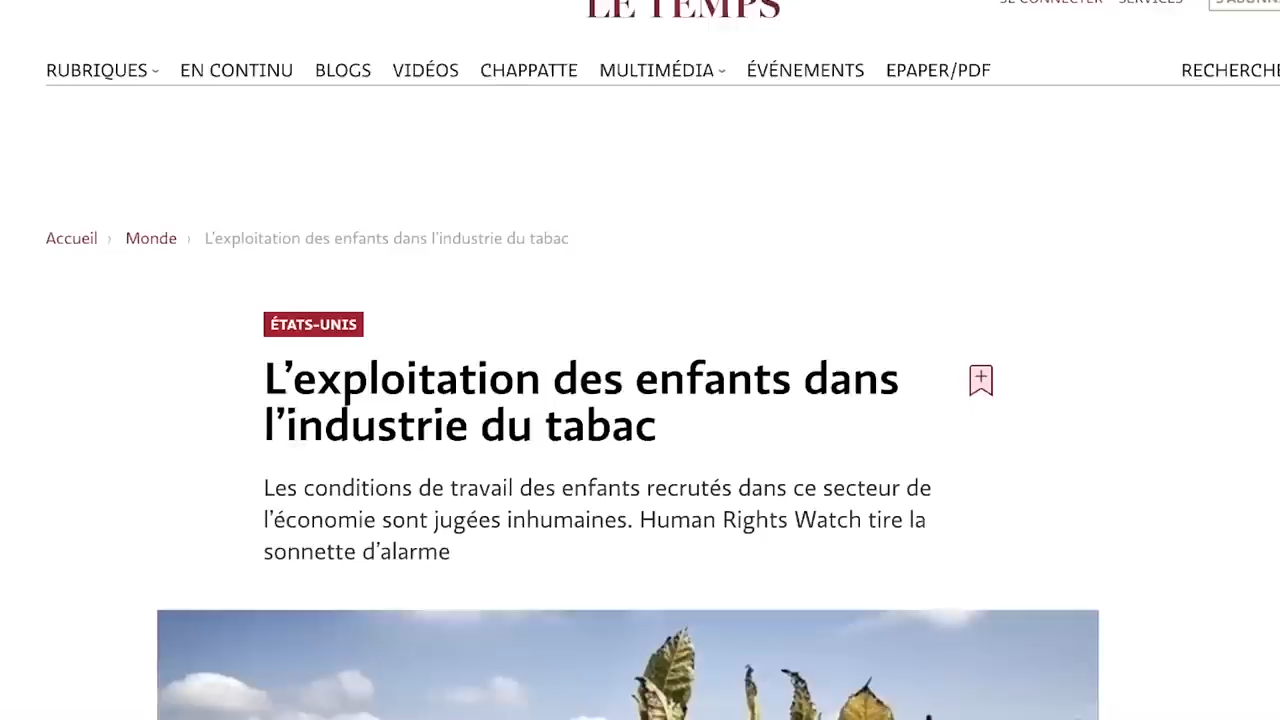 LE TEMPS
SE CONNECTER SERVICES
RUBRIQUES EN CONTINU BLOGS VIDÉOS CHAPPATTE MULTIMÉDIA ÉVÉNEMENTS EPAPER/PDF RECHERCHE
Accueil › Monde › L’exploitation des enfants dans l’industrie du tabac
ÉTATS-UNIS
L’exploitation des enfants dans
l’industrie du tabac
Les conditions de travail des enfants recrutés dans ce secteur de
l’économie sont jugées inhumaines. Human Rights Watch tire la
sonnette d’alarme